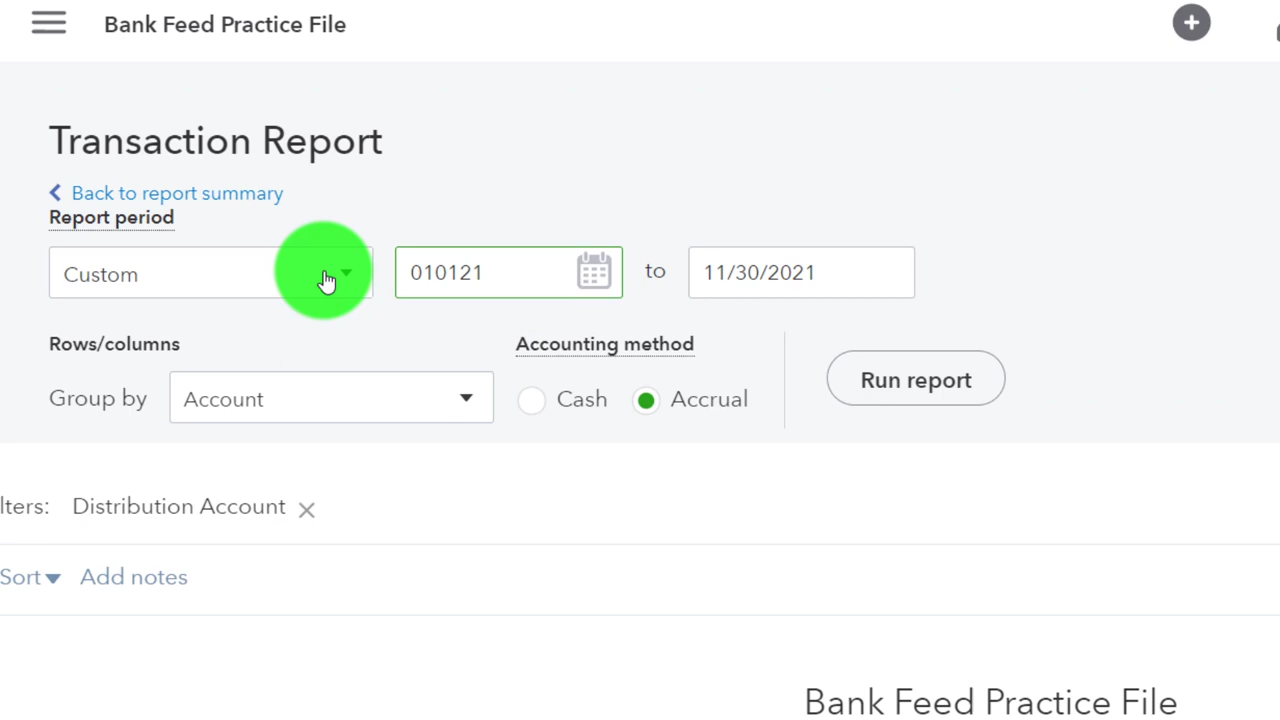 Bank Feed Practice File
Transaction Report
Back to report summary
Report period
Custom 010121 to 11/30/2021
Rows/columns Accounting method
Group by Account Cash Accrual Run report
lters: Distribution Account
Sort Add notes
Bank Feed Practice File